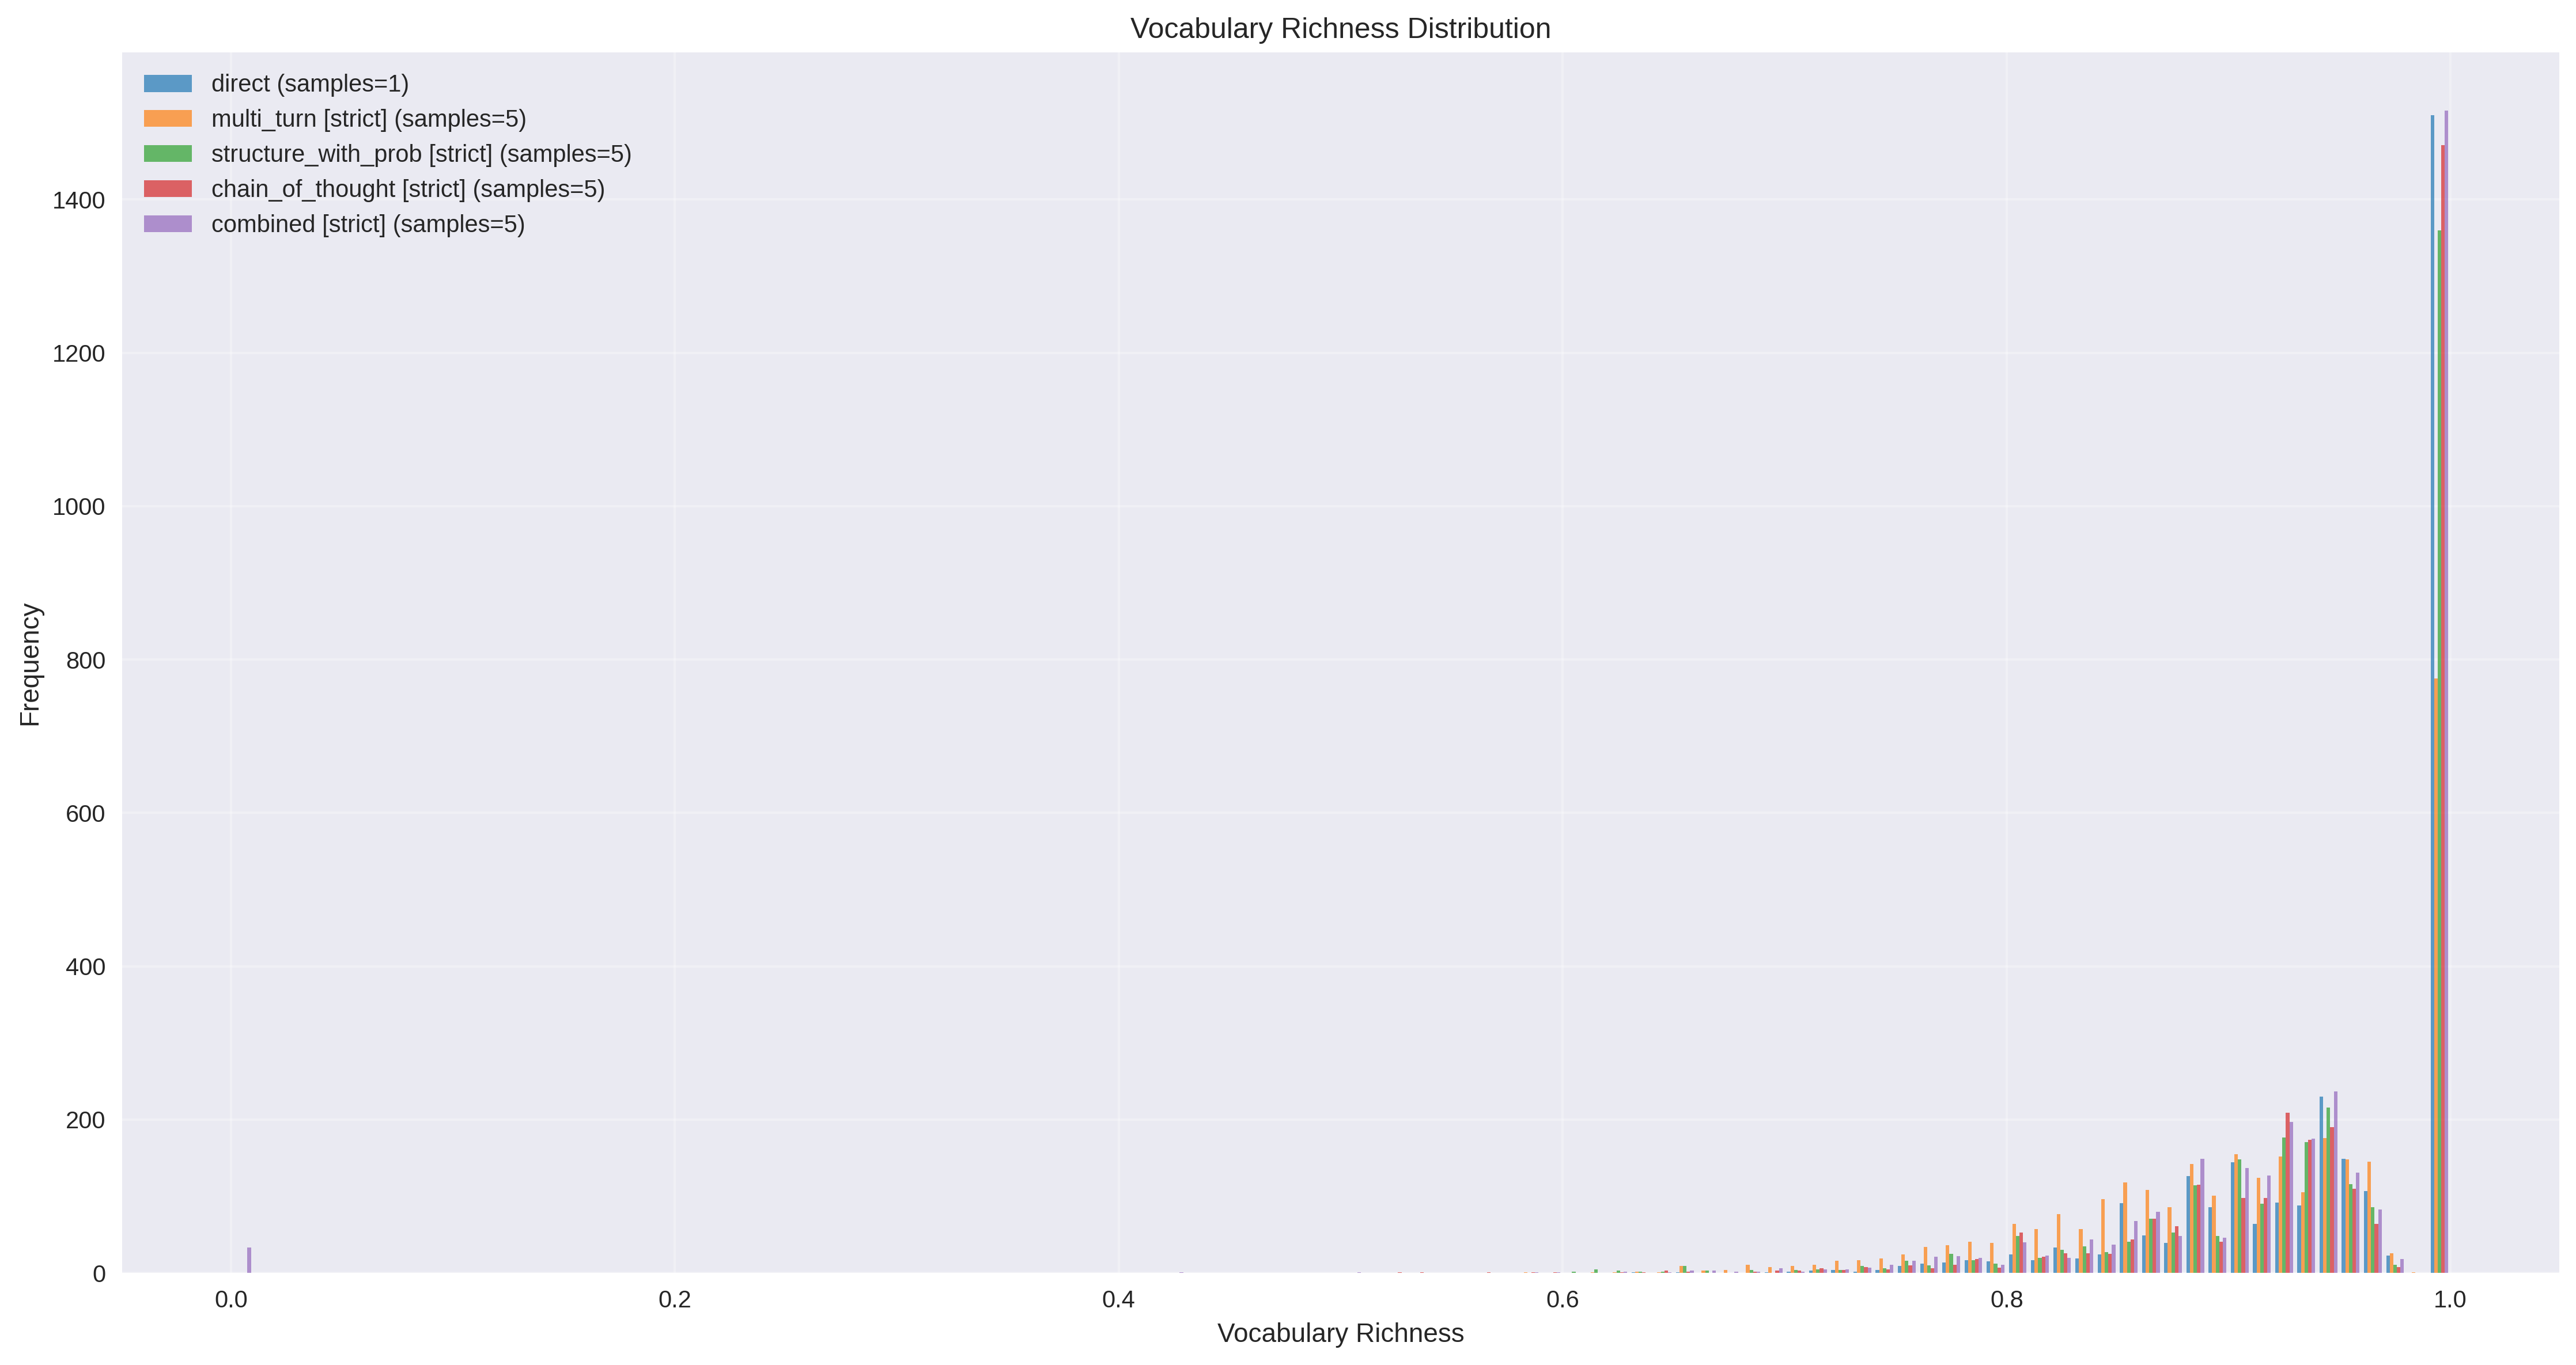 Vocabulary Richness Distribution
direct (samples=1)
multi_turn [strict] (samples=5)
structure_with_prob [strict] (samples=5)
chain_of_thought [strict] (samples=5)
combined [strict] (samples=5)
1400
1200
1000
800
600
400
200
0
Frequency
0.0 0.2 0.4 0.6 0.8 1.0
Vocabulary Richness